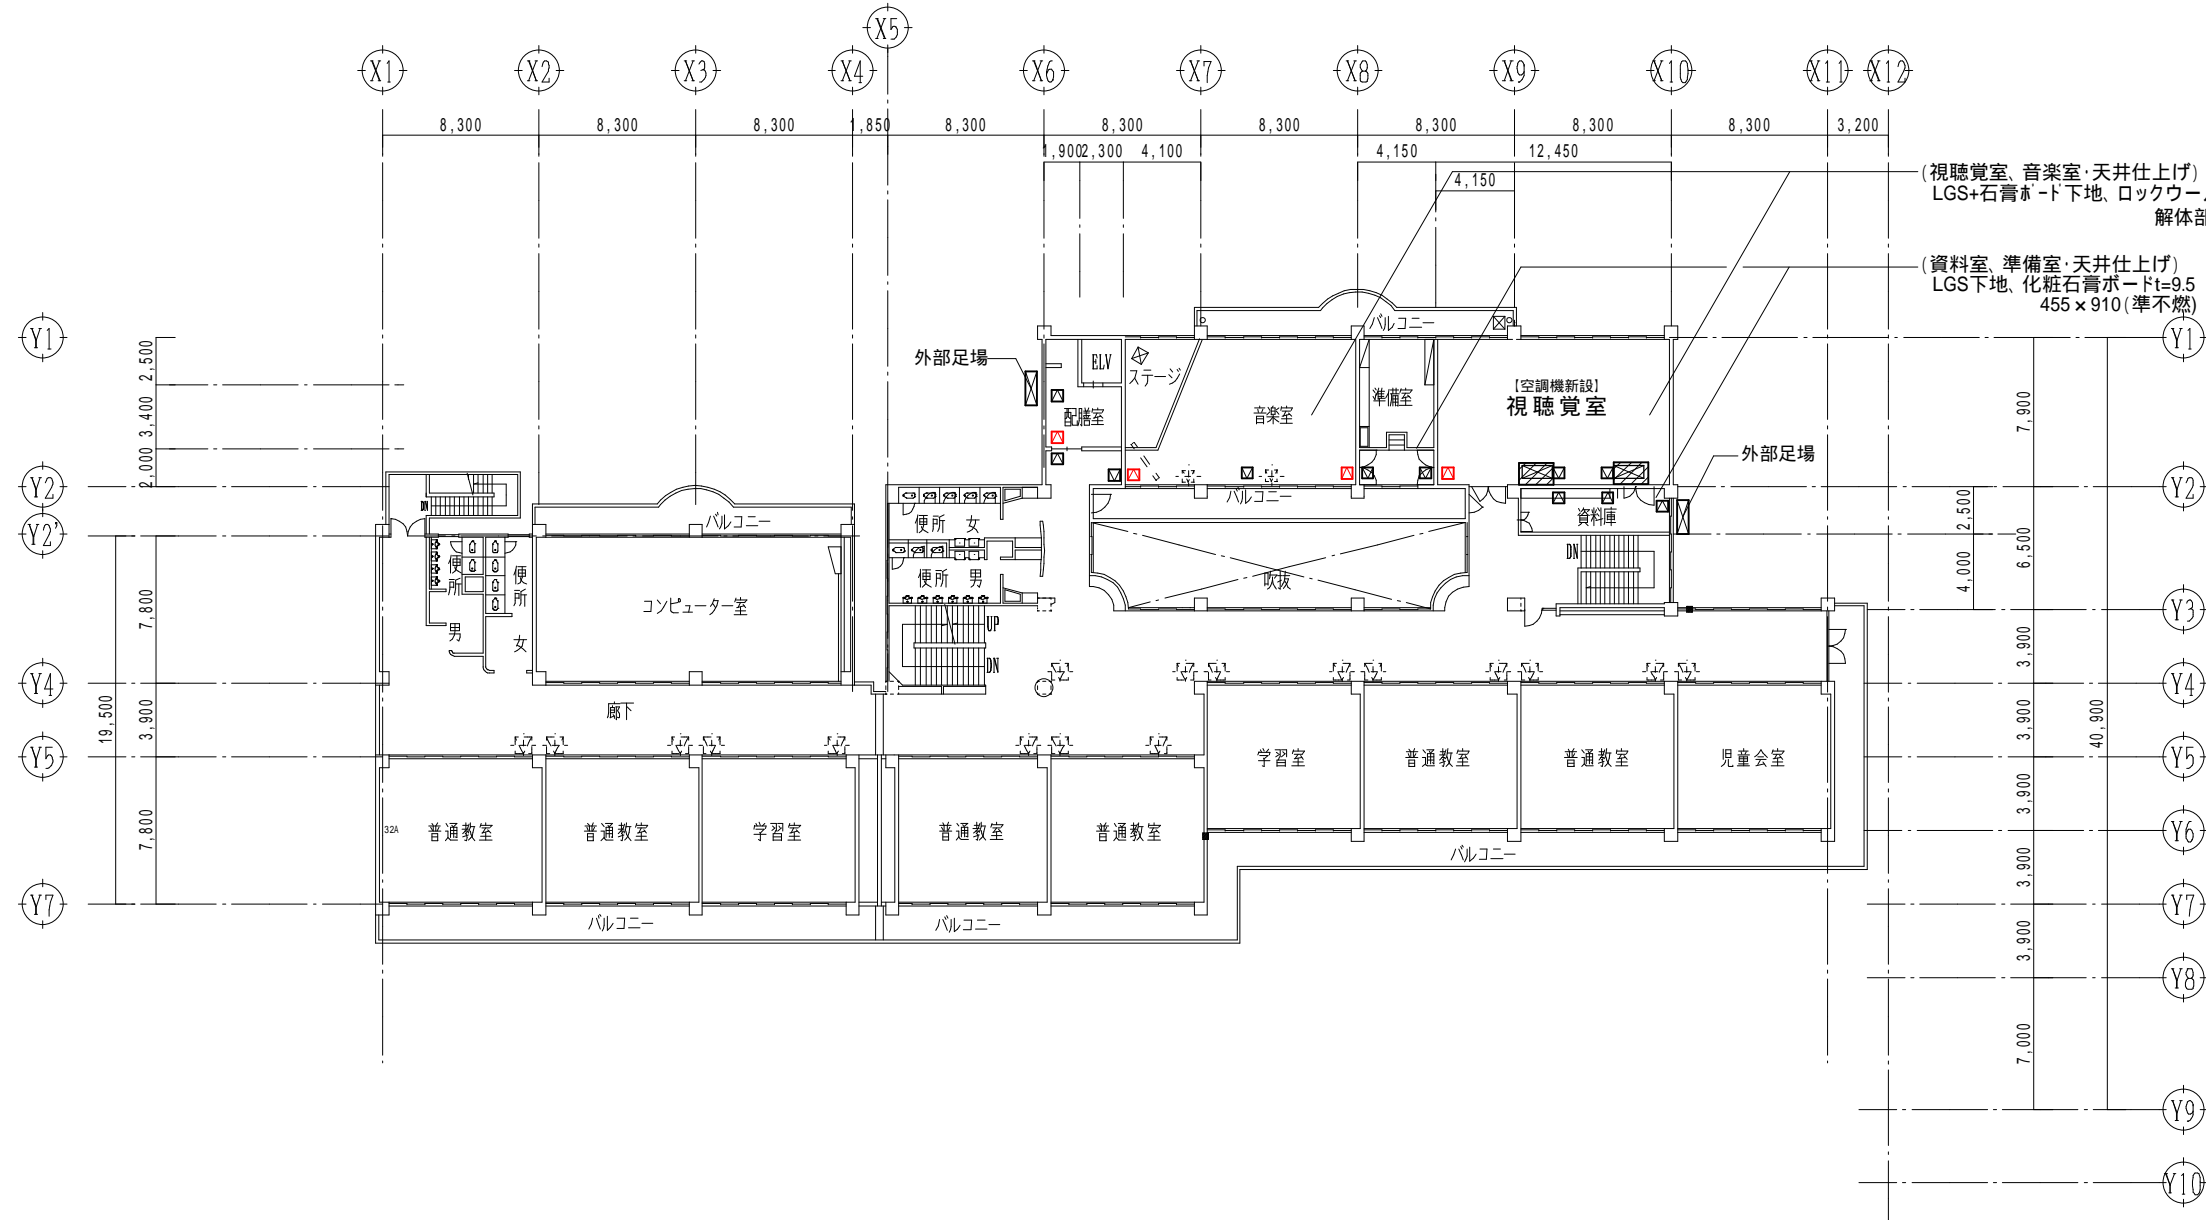 X5
X1 X2 X3 X4 X6 X7 X8 X9 X10 X11 X12
8,300 8,300 8,300 1,850 8,300 8,300 8,300 8,300 8,300 8,300 3,200
1,900 2,300 4,100 4,150 12,450
4,150
(視聴覚室、音楽室・天井仕上げ)
LGS+石膏ボード下地、ロックウー
解体部
(資料室、準備室・天井仕上げ)
LGS下地、化粧石膏ボードt=9.5
455×910(準不燃)
Y1
Y2
Y2'
Y4
Y5
Y7
2,500
3,400
2,000
7,800
3,900
7,800
19,500
外部足場
ELV
ステージ
配膳室
音楽室
準備室
バルコニー
【空調機新設】
視聴覚室
外部足場
バルコニー
資料庫
DN
吹抜
便所 女
便所 男
UP
DN
DN
バルコニー
便所
男
便所
女
コンピューター室
廊下
学習室
普通教室
普通教室
児童会室
32A
普通教室
普通教室
学習室
普通教室
普通教室
バルコニー
バルコニー
バルコニー
Y1
Y2
Y3
Y4
Y5
Y6
Y7
Y8
Y9
Y10
7,900
2,500
4,000
6,500
3,900
3,900
3,900
3,900
3,900
7,000
40,900